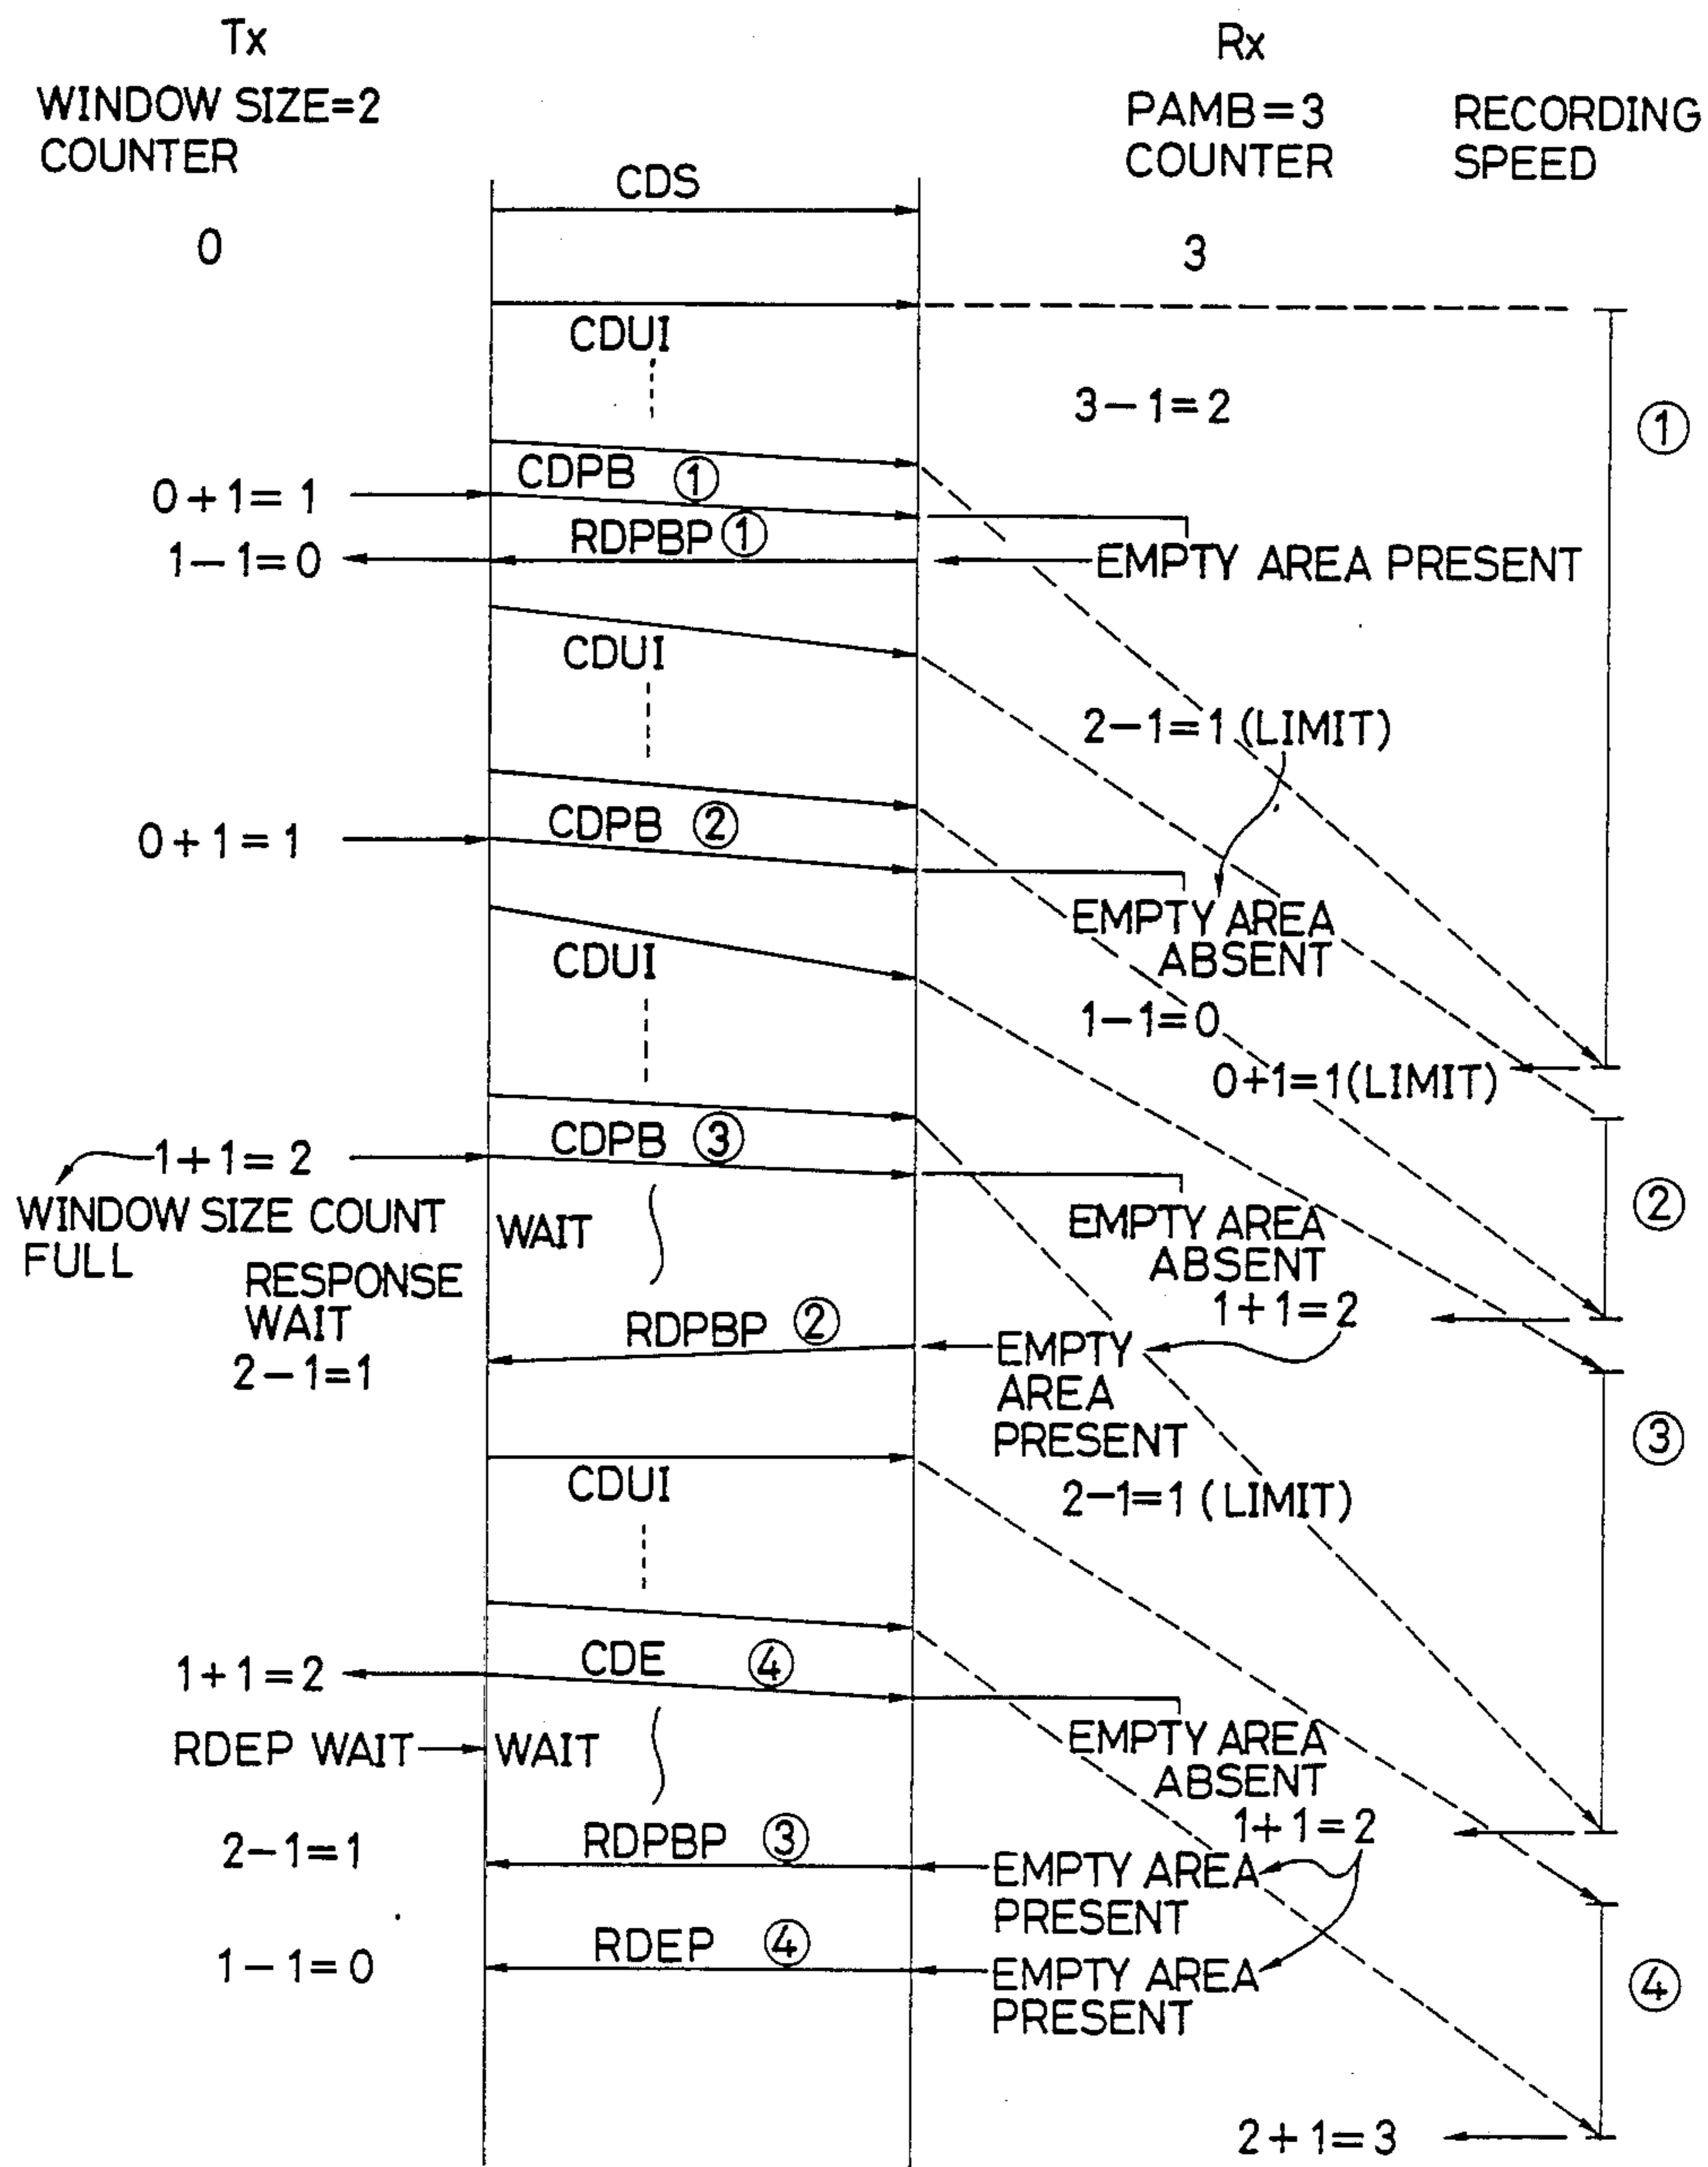 Tx
Rx
WINDOW SIZE=2
COUNTER
PAMB=3
COUNTER
RECORDING
SPEED
CDS
0
3
CDUI
3-1=2
①
CDPB ①
0+1=1
RDPBP ①
1-1=0
EMPTY AREA PRESENT
CDUI
2-1=1 (LIMIT)
CDPB ②
0+1=1
EMPTY AREA
ABSENT
CDUI
1-1=0
0+1=1(LIMIT)
CDPB ③
1+1=2
WINDOW SIZE COUNT
FULL
WAIT
EMPTY AREA
ABSENT
②
RESPONSE
WAIT
1+1=2
RDPBP ②
2-1=1
EMPTY
AREA
PRESENT
③
CDUI
2-1=1 (LIMIT)
CDE ④
1+1=2
RDEP WAIT
WAIT
EMPTY AREA
ABSENT
1+1=2
RDPBP ③
2-1=1
EMPTY AREA
PRESENT
RDEP ④
1-1=0
EMPTY AREA
PRESENT
④
2+1=3